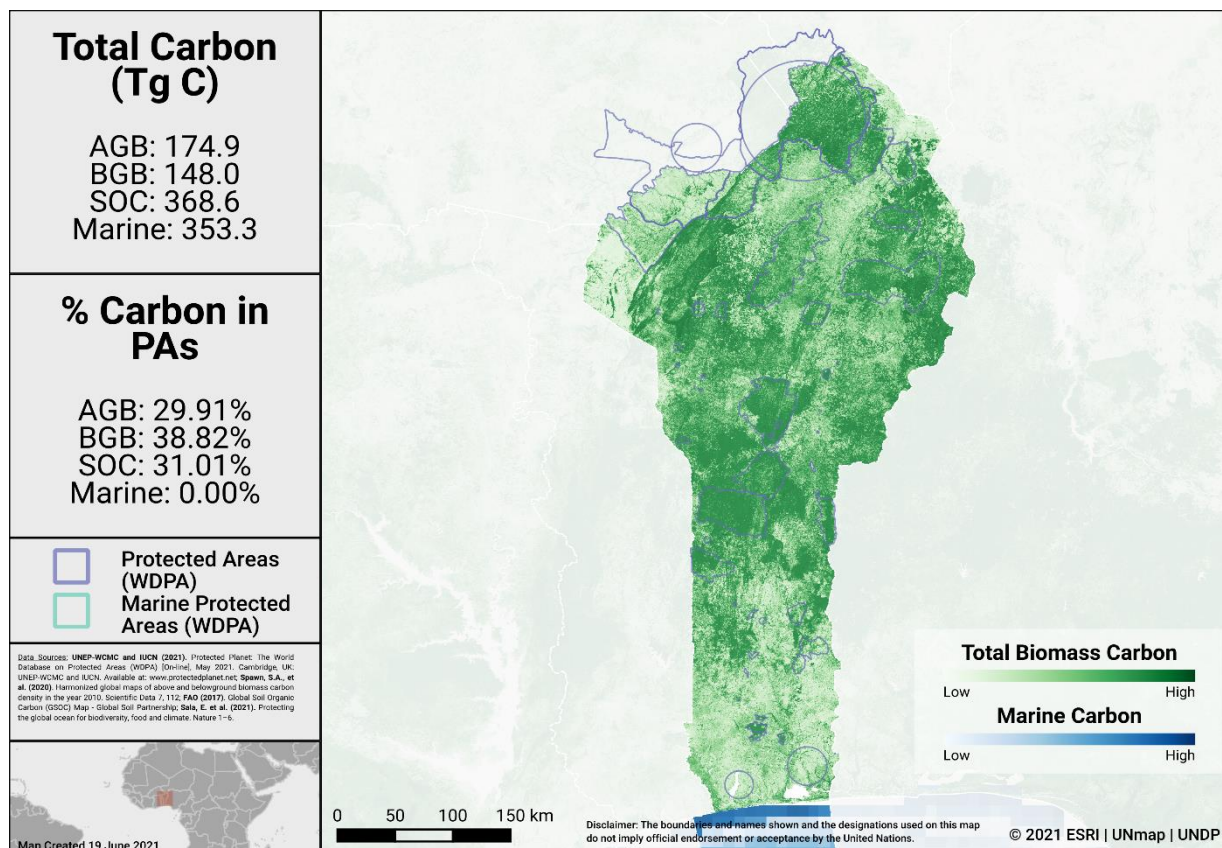 Total Carbon
(Tg C)
AGB: 174.9
BGB: 148.0
SOC: 368.6
Marine: 353.3
% Carbon in
PAs
AGB: 29.91%
BGB: 38.82%
SOC: 31.01%
Marine: 0.00%
Protected Areas
(WDPA)
Marine Protected
Areas (WDPA)
Data Sources: UNEP-WCMC and IUCN (2021). Protected Planet: The World
Database on Protected Areas (WDPA) [On-line], May 2021. Cambridge, UK:
UNEP-WCMC and IUCN. Available at: www.protectedplanet.net; Spawn, S.A., et
al. (2020). Harmonized global maps of above and belowground biomass carbon
density in the year 2010. Scientific Data 7, 112; FAO (2017). Global Soil Organic
Carbon (GSOC) Map - Global Soil Partnership; Sala, E. et al. (2021). Protecting
the global ocean for biodiversity, food and climate. Nature 1–6.
Map Created 19 June 2021
Total Biomass Carbon
Low High
Marine Carbon
Low High
0 50 100 150 km
Disclaimer: The boundaries and names shown and the designations used on this map
do not imply official endorsement or acceptance by the United Nations.
© 2021 ESRI | UNmap | UNDP